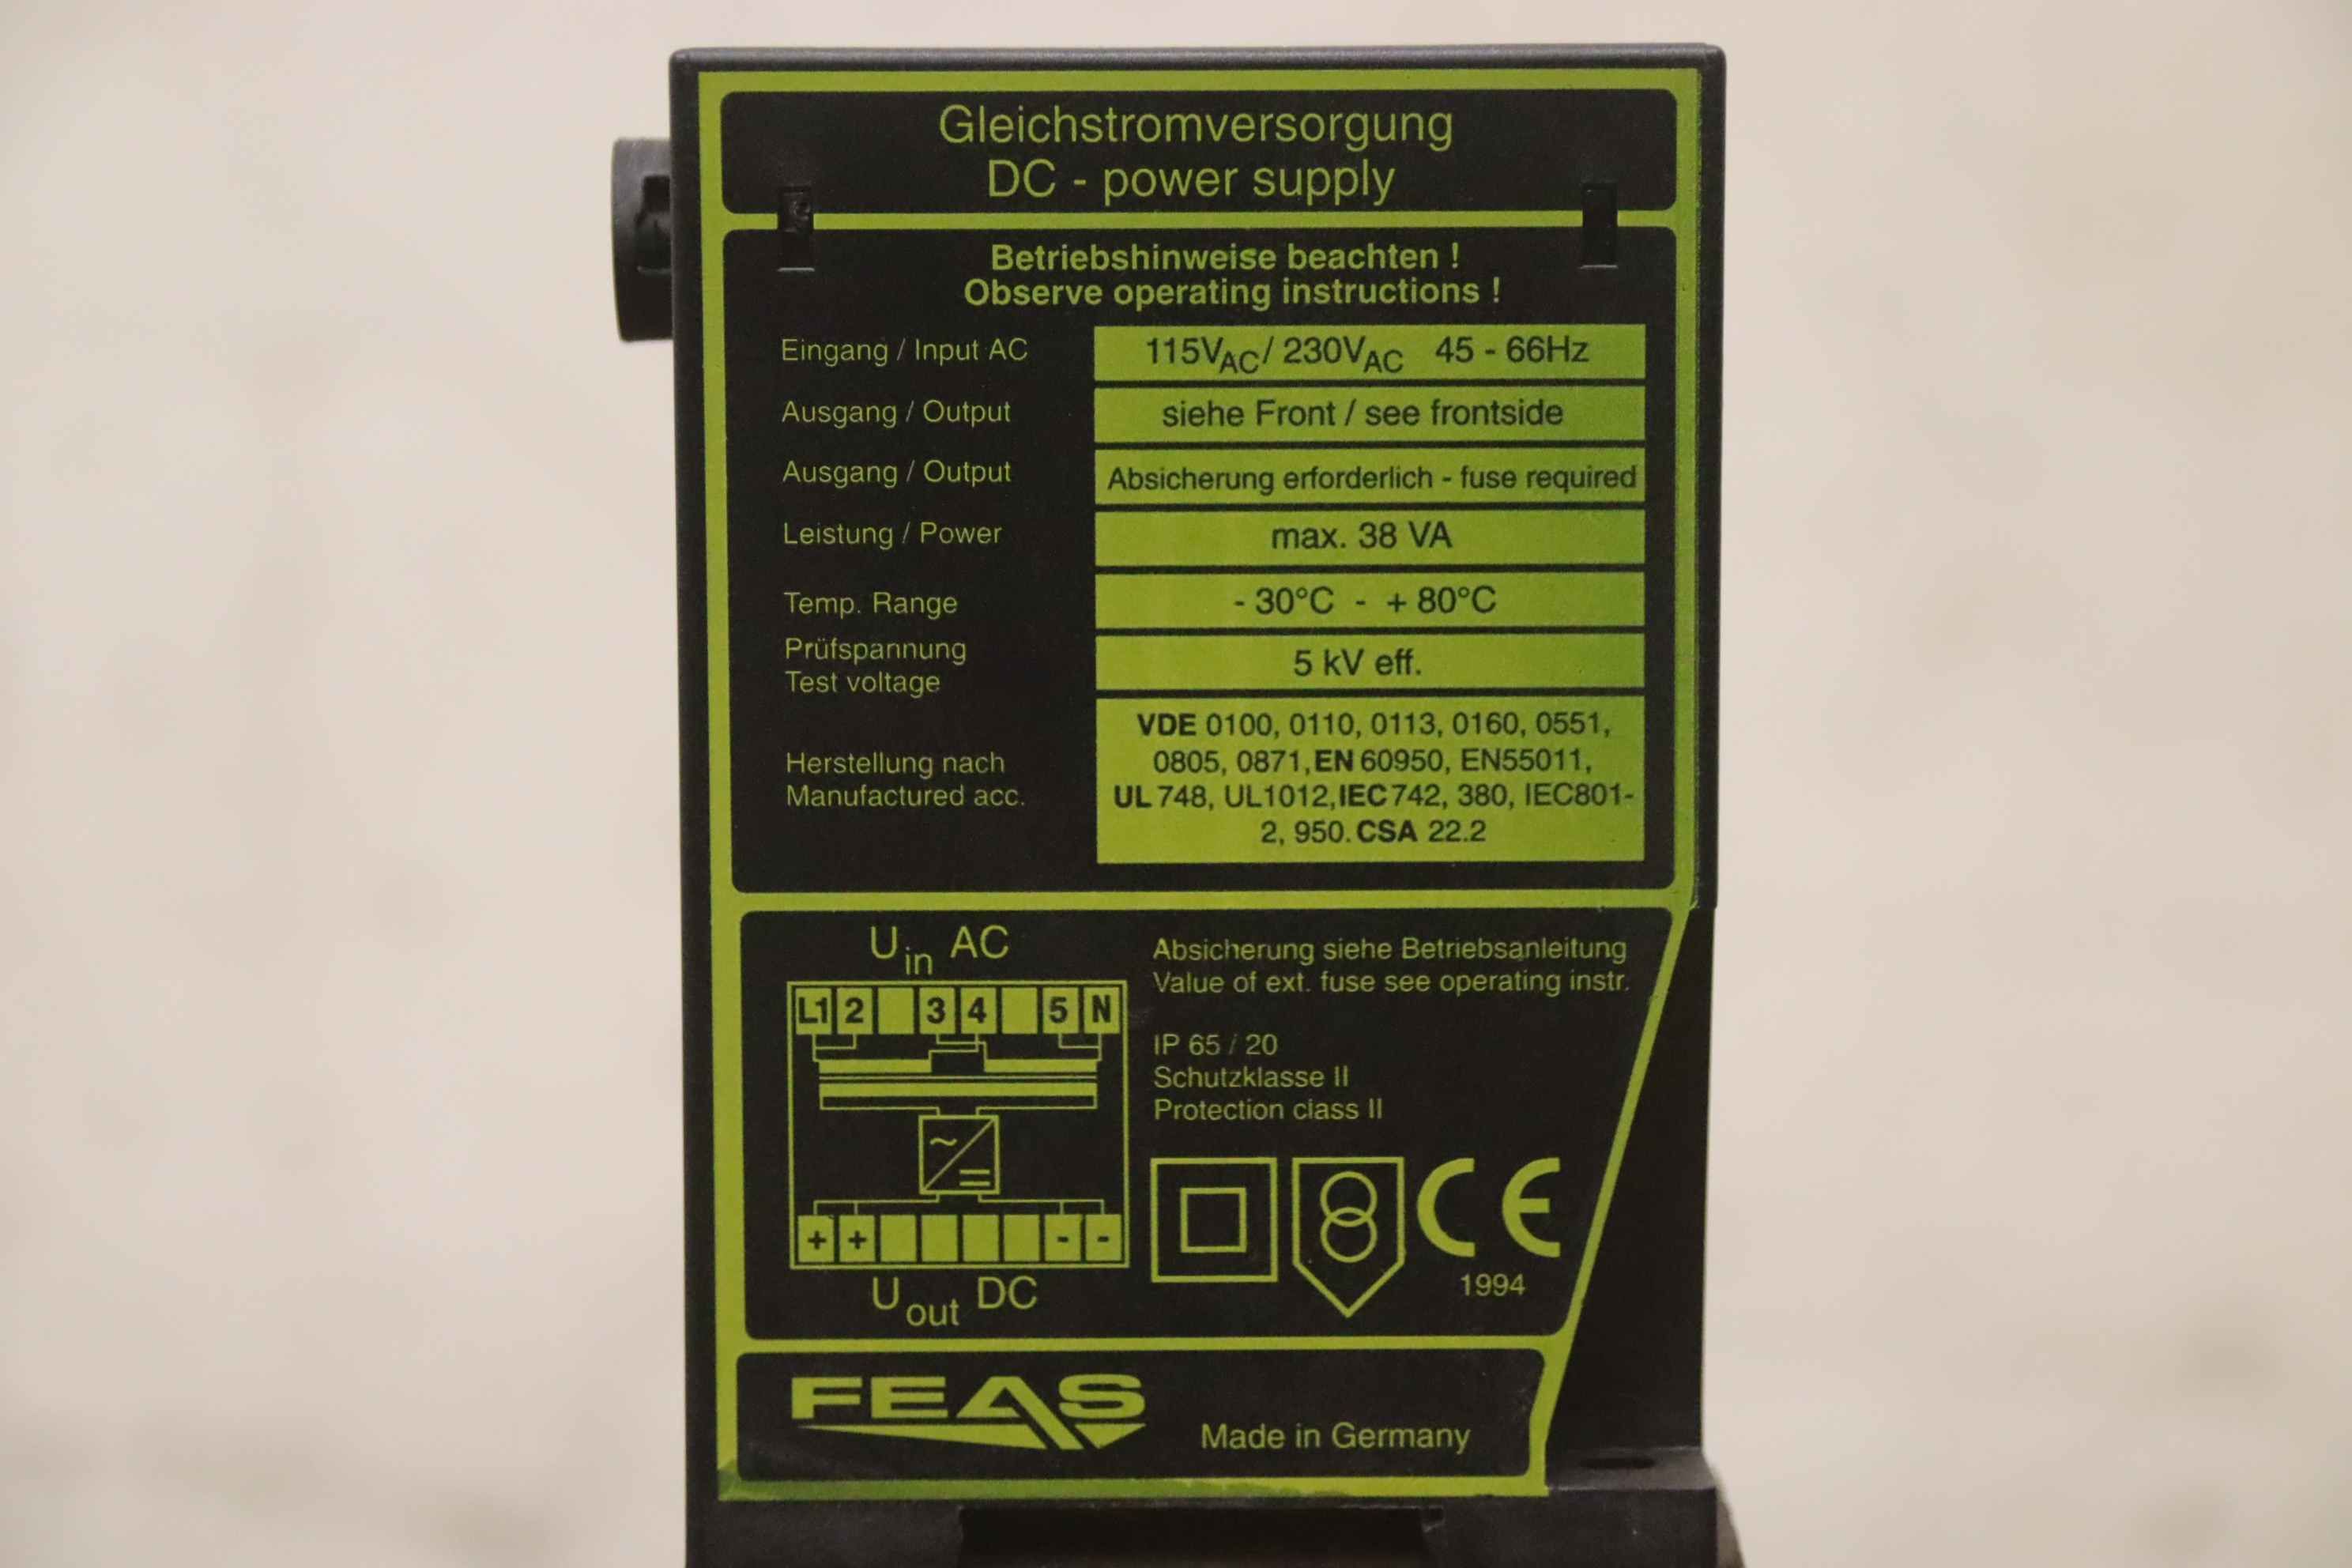 Gleichstromversorgung
DC - power supply
Betriebshinweise beachten !
Observe operating instructions !
Eingang / Input AC 115VAC/ 230VAC 45 - 66Hz
Ausgang / Output siehe Front / see frontside
Ausgang / Output Absicherung erforderlich - fuse required
Leistung / Power max. 38 VA
Temp. Range - 30°C - + 80°C
Prüfspannung
Test voltage
5 kV eff.
Herstellung nach
Manufactured acc.
VDE 0100, 0110, 0113, 0160, 0551,
0805, 0871, EN 60950, EN55011,
UL 748, UL1012, IEC 742, 380, IEC801-
2, 950. CSA 22.2
Uin AC
L1 2 3 4 5 N
+ + - -
Uout DC
Absicherung siehe Betriebsanleitung
Value of ext. fuse see operating instr.
IP 65 / 20
Schutzklasse II
Protection class II
CE
1994
FEAS
Made in Germany